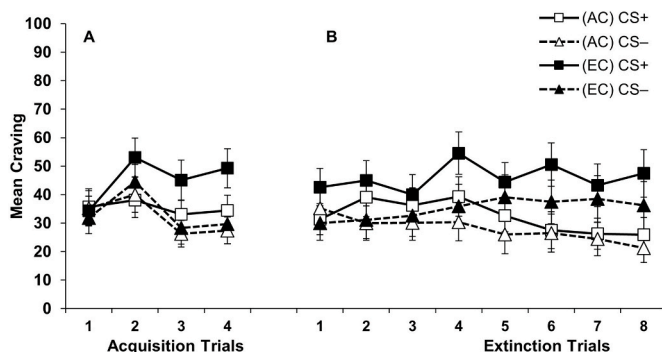 A
B
(AC) CS+
(AC) CS–
(EC) CS+
(EC) CS–
Mean Craving
100
90
80
70
60
50
40
30
20
10
0
1 2 3 4 1 2 3 4 5 6 7 8
Acquisition Trials Extinction Trials